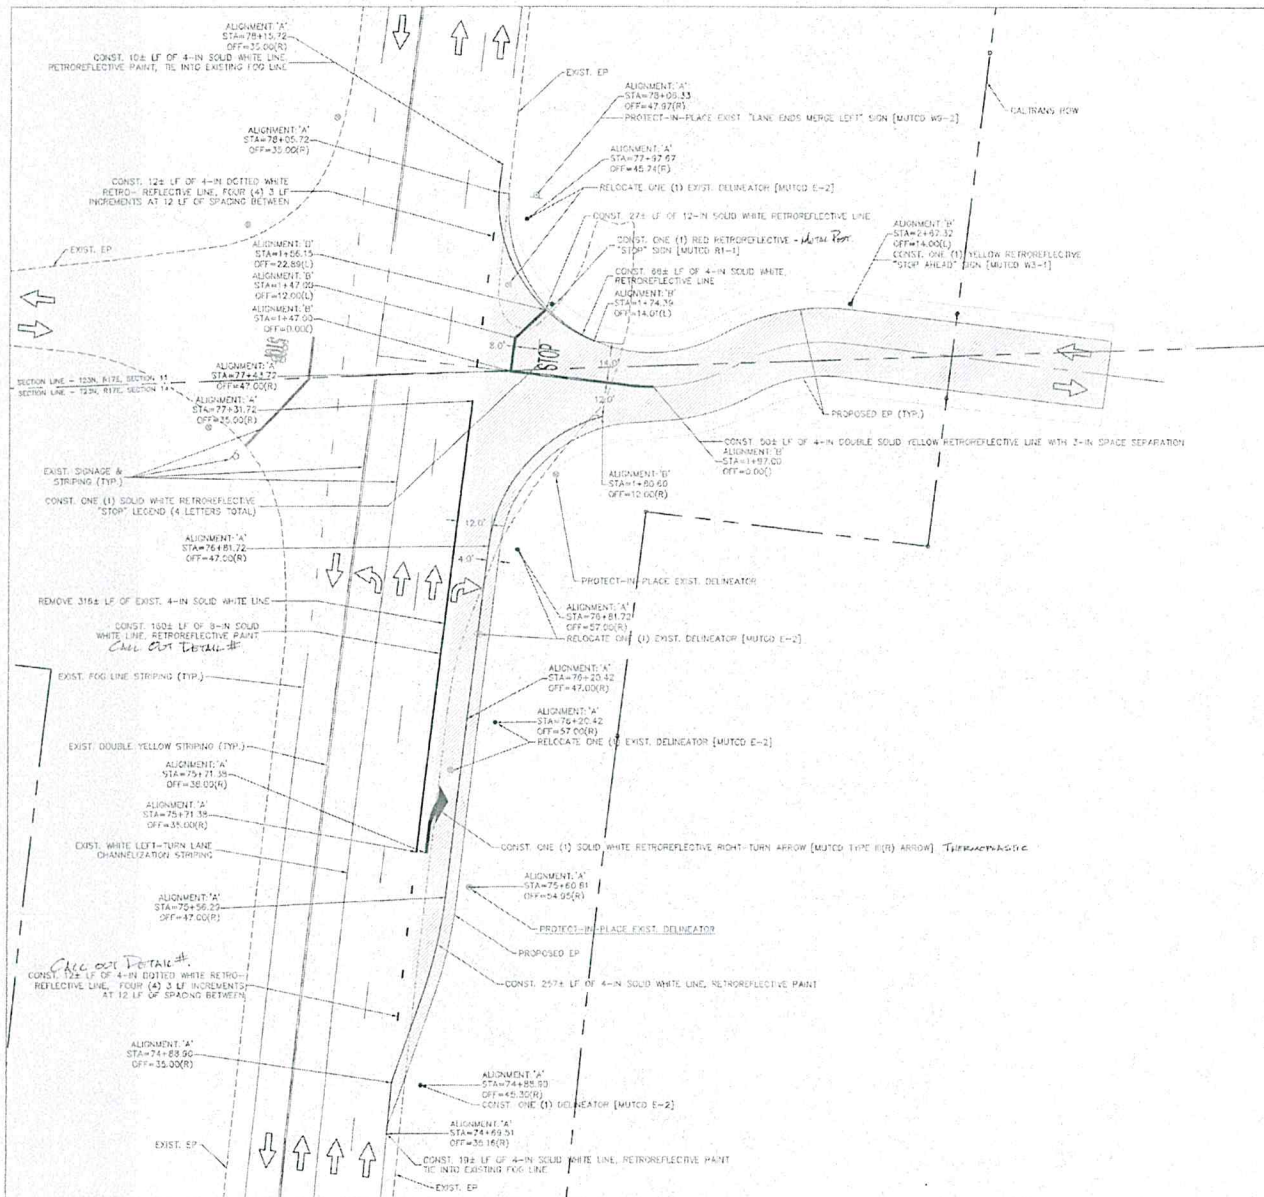 ALIGNMENT: "A"
STA=78+15.72
OFF=35.00(R)
CONST. 10± LF OF 4-IN SOLID WHITE LINE,
RETROREFLECTIVE PAINT, TIE INTO EXISTING FOG LINE
EXIST. EP
ALIGNMENT: "A"
OFF=47.97(R)
PROTECT-IN-PLACE EXIST. "LANE ENDS MERGE LEFT" SIGN [MUTCD W9-2]
CALTRANS ROW
ALIGNMENT: "A"
STA=78+05.72
OFF=35.00(R)
ALIGNMENT: "A"
STA=77+97.67
OFF=45.74(R)
RELOCATE ONE (1) EXIST. DELINEATOR [MUTCD E-2]
CONST. 12± LF OF 4-IN DOTTED WHITE
RETRO- REFLECTIVE LINE, FOUR (4) 3 LF
INCREMENTS AT 12 LF OF SPACING BETWEEN
CONST. 27± LF OF 12-IN SOLID WHITE RETROREFLECTIVE LINE
CONST. ONE (1) RED RETROREFLECTIVE - METAL POST
"STOP" SIGN [MUTCD R1-1]
CONST. 68± LF OF 4-IN SOLID WHITE,
RETROREFLECTIVE LINE
ALIGNMENT: "B"
STA=1+74.39
OFF=14.01(L)
ALIGNMENT: "B"
STA=2+67.32
OFF=14.00(L)
CONST. ONE (1) YELLOW RETROREFLECTIVE
"STOP AHEAD" SIGN [MUTCD W3-1]
EXIST. EP
STA=1+56.15
OFF=22.89(L)
ALIGNMENT: "B"
STA=1+47.00
OFF=12.00(L)
ALIGNMENT: "B"
STA=1+47.00
OFF=0.00()
8.0'
STOP
14.0'
STOP
SECTION 11
SECTION 14
ALIGNMENT: "A"
STA=77+43.72
OFF=47.00(R)
12.0'
ALIGNMENT: "A"
STA=77+31.72
OFF=35.00(R)
PROPOSED EP (TYP.)
CONST. 50± LF OF 4-IN DOUBLE SOLID YELLOW RETROREFLECTIVE LINE WITH 3-IN SPACE SEPARATION
ALIGNMENT: "B"
STA=1+97.00
OFF=0.00()
EXIST. SIGNAGE &
STRIPING (TYP.)
ALIGNMENT: "B"
STA=1+80.60
OFF=12.00(R)
CONST. ONE (1) SOLID WHITE RETROREFLECTIVE
"STOP" LEGEND (4 LETTERS TOTAL)
12.0'
ALIGNMENT: "A"
STA=76+81.72
OFF=47.00(R)
4.0'
PROTECT-IN-PLACE EXIST. DELINEATOR
REMOVE 316± LF OF EXIST. 4-IN SOLID WHITE LINE
ALIGNMENT: "A"
STA=76+81.72
OFF=57.00(R)
RELOCATE ONE (1) EXIST. DELINEATOR [MUTCD E-2]
CONST. 160± LF OF 8-IN SOLID
WHITE LINE, RETROREFLECTIVE PAINT
CALL OUT DETAIL #
EXIST. FOG LINE STRIPING (TYP.)
ALIGNMENT: "A"
STA=76+20.42
OFF=47.00(R)
ALIGNMENT: "A"
STA=76+20.42
OFF=57.00(R)
RELOCATE ONE (1) EXIST. DELINEATOR [MUTCD E-2]
EXIST. DOUBLE YELLOW STRIPING (TYP.)
ALIGNMENT: "A"
STA=75+71.38
OFF=38.00(R)
ALIGNMENT: "A"
STA=75+71.38
OFF=35.00(R)
EXIST. WHITE LEFT-TURN LANE
CHANNELIZATION STRIPING
CONST. ONE (1) SOLID WHITE RETROREFLECTIVE RIGHT-TURN ARROW [MUTCD TYPE ARROW] THERMOPLASTIC
ALIGNMENT: "A"
STA=75+60.61
OFF=54.95(R)
ALIGNMENT: "A"
STA=75+56.29
OFF=47.00(R)
PROTECT-IN-PLACE EXIST. DELINEATOR
PROPOSED EP
CALL OUT DETAIL #.
CONST. 12± LF OF 4-IN DOTTED WHITE RETRO-
REFLECTIVE LINE, FOUR (4) 3 LF INCREMENTS
AT 12 LF OF SPACING BETWEEN
CONST. 257± LF OF 4-IN SOLID WHITE LINE, RETROREFLECTIVE PAINT
ALIGNMENT: "A"
STA=74+88.90
OFF=35.00(R)
ALIGNMENT: "A"
STA=74+88.90
OFF=45.30(R)
CONST. ONE (1) DELINEATOR [MUTCD E-2]
ALIGNMENT: "A"
STA=74+69.51
OFF=35.16(R)
EXIST. EP
CONST. 19± LF OF 4-IN SOLID WHITE LINE, RETROREFLECTIVE PAINT
TIE INTO EXISTING FOG LINE
EXIST. EP